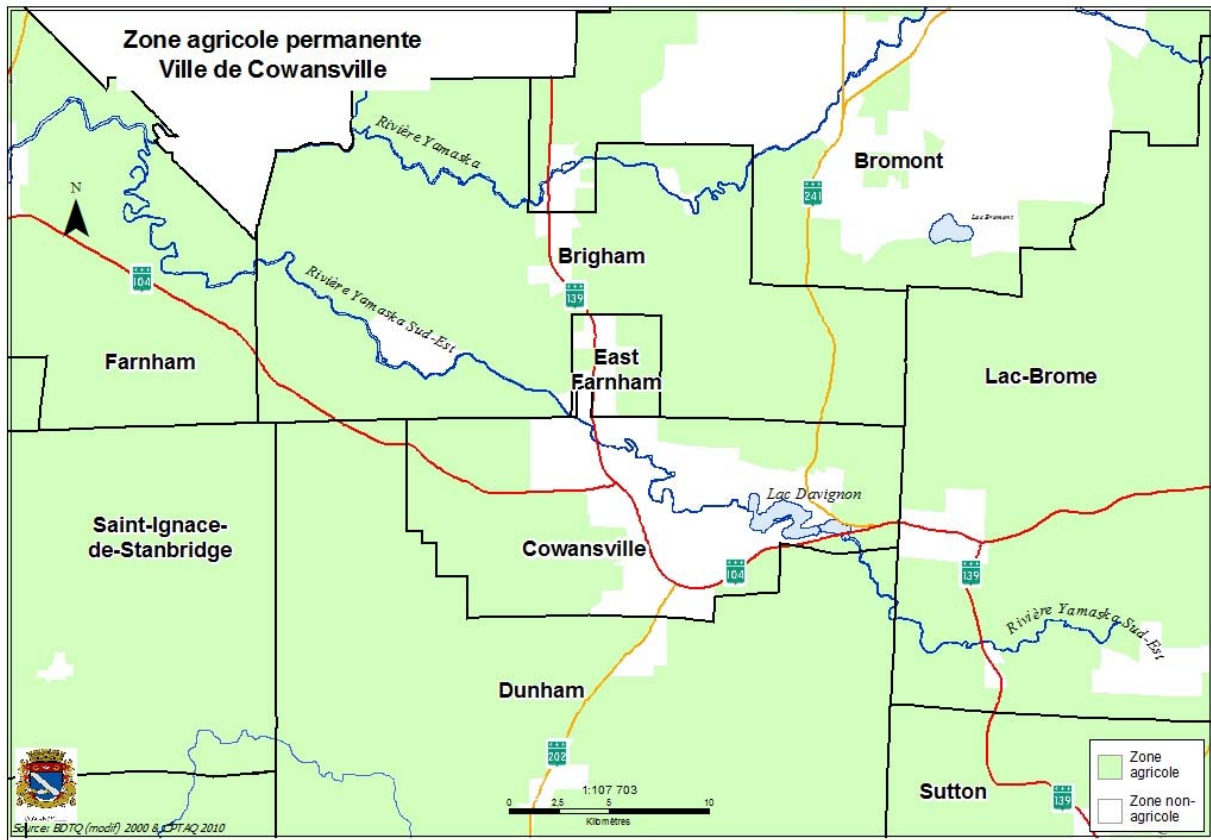 Zone agricole permanente
Ville de Cowansville
Rivière Yamaska
Bromont
241
Lac Bromont
N
Brigham
104
139
Rivière Yamaska Sud-Est
East
Farnham
Farnham
Lac-Brome
Lac Davignon
Saint-Ignace-
de-Stanbridge
Cowansville
104
139
Rivière Yamaska Sud-Est
Dunham
202
Zone
agricole
Zone non-
agricole
Sutton
139
1:107 703
0 2,5 5 10
Kilomètres
Source: BDTQ (modif) 2000 & CPTAQ 2010